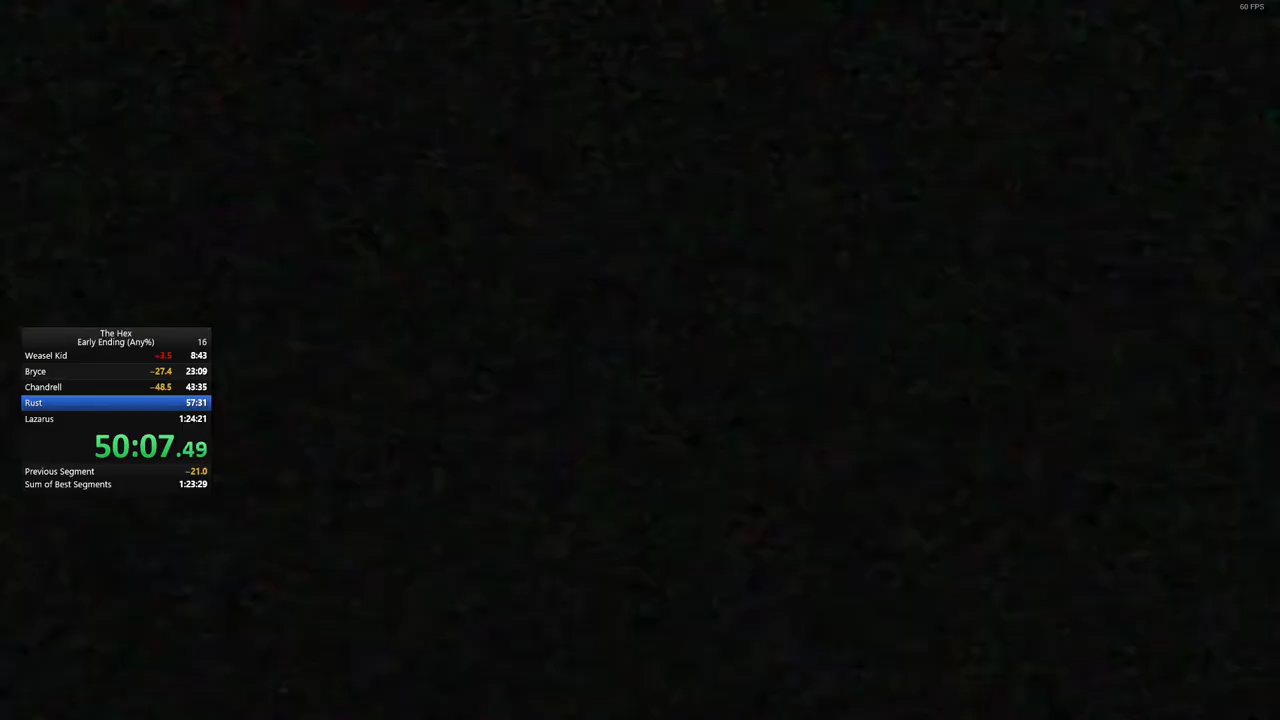 60 FPS
The Hex
Early Ending (Any%) 16
Weasel Kid +3.5 8:43
Bryce −27.4 23:09
Chandrell −48.5 43:35
Rust 57:31
Lazarus 1:24:21
50:07.49
Previous Segment −21.0
Sum of Best Segments 1:23:29